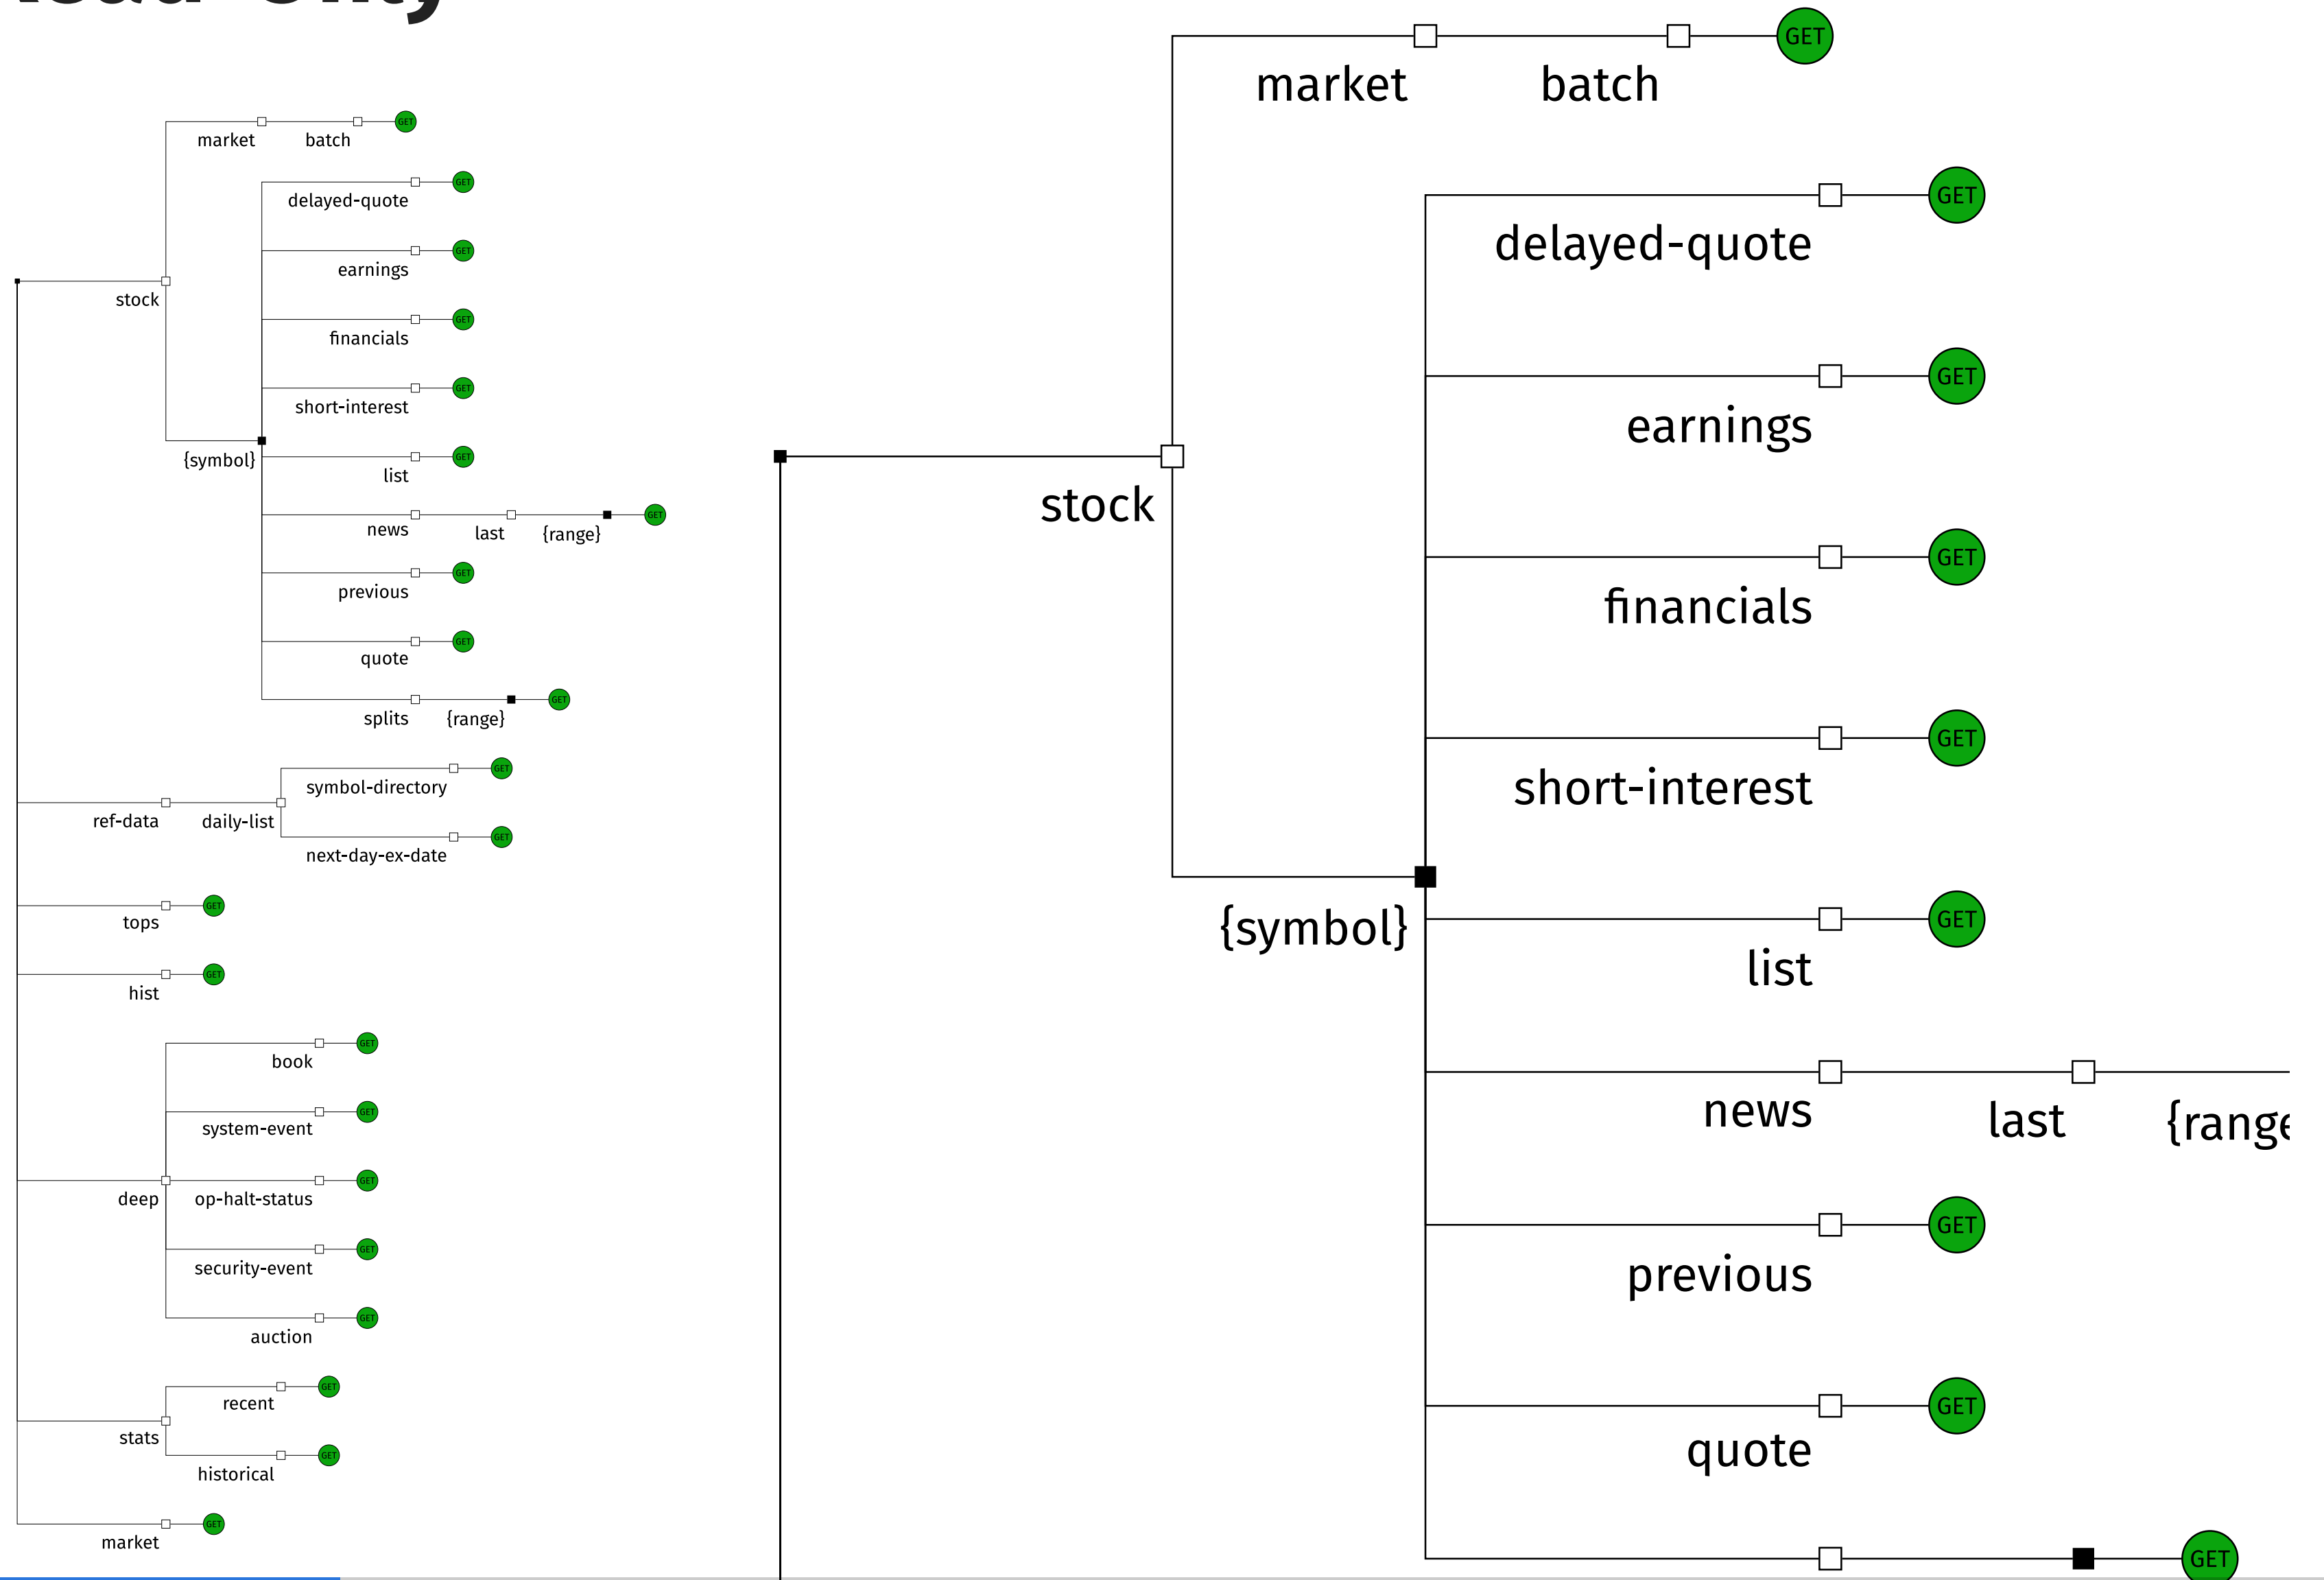 GET
market
batch
GET
delayed-quote
GET
earnings
stock
GET
financials
GET
short-interest
{symbol}
GET
list
GET
news
last
{range}
GET
previous
GET
quote
GET
splits
{range}
GET
symbol-directory
ref-data
daily-list
GET
next-day-ex-date
GET
tops
GET
hist
GET
book
GET
system-event
GET
deep
op-halt-status
GET
security-event
GET
auction
GET
recent
stats
GET
historical
GET
market
GET
market
batch
GET
delayed-quote
GET
earnings
stock
GET
financials
GET
short-interest
{symbol}
GET
list
news
last
{range
GET
previous
GET
quote
GET